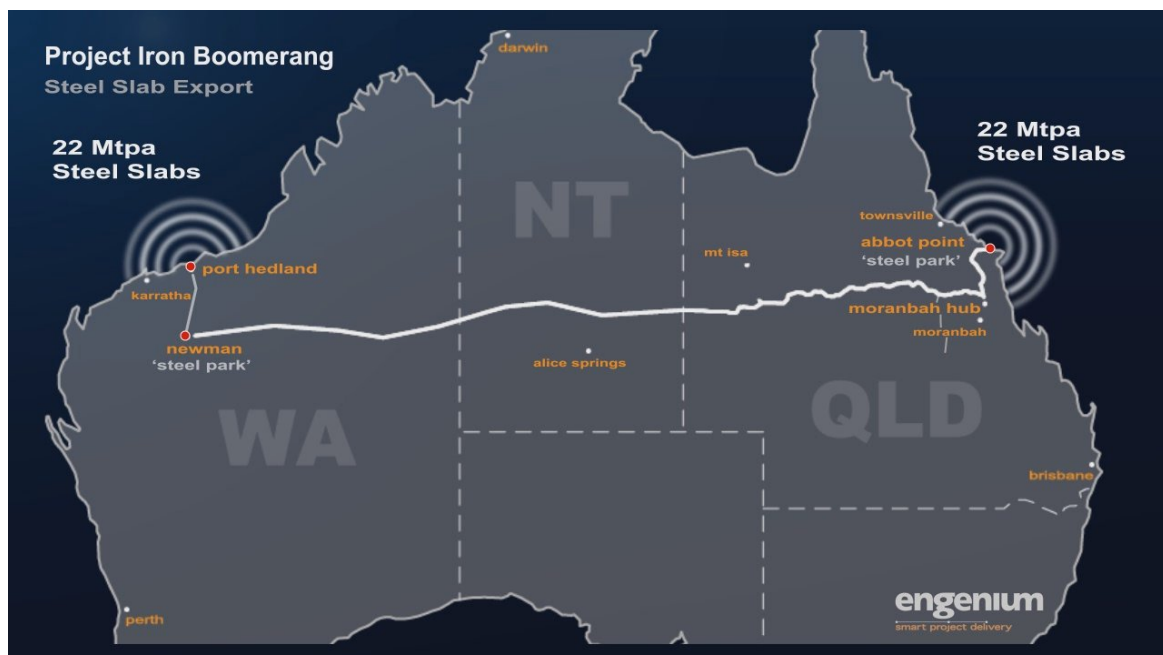 Project Iron Boomerang
Steel Slab Export
darwin
22 Mtpa
Steel Slabs
22 Mtpa
Steel Slabs
NT
townsville
abbot point
'steel park'
mt isa
port hedland
karratha
moranbah hub
moranbah
newman
'steel park'
alice springs
WA
QLD
brisbane
engenium
smart project delivery
perth